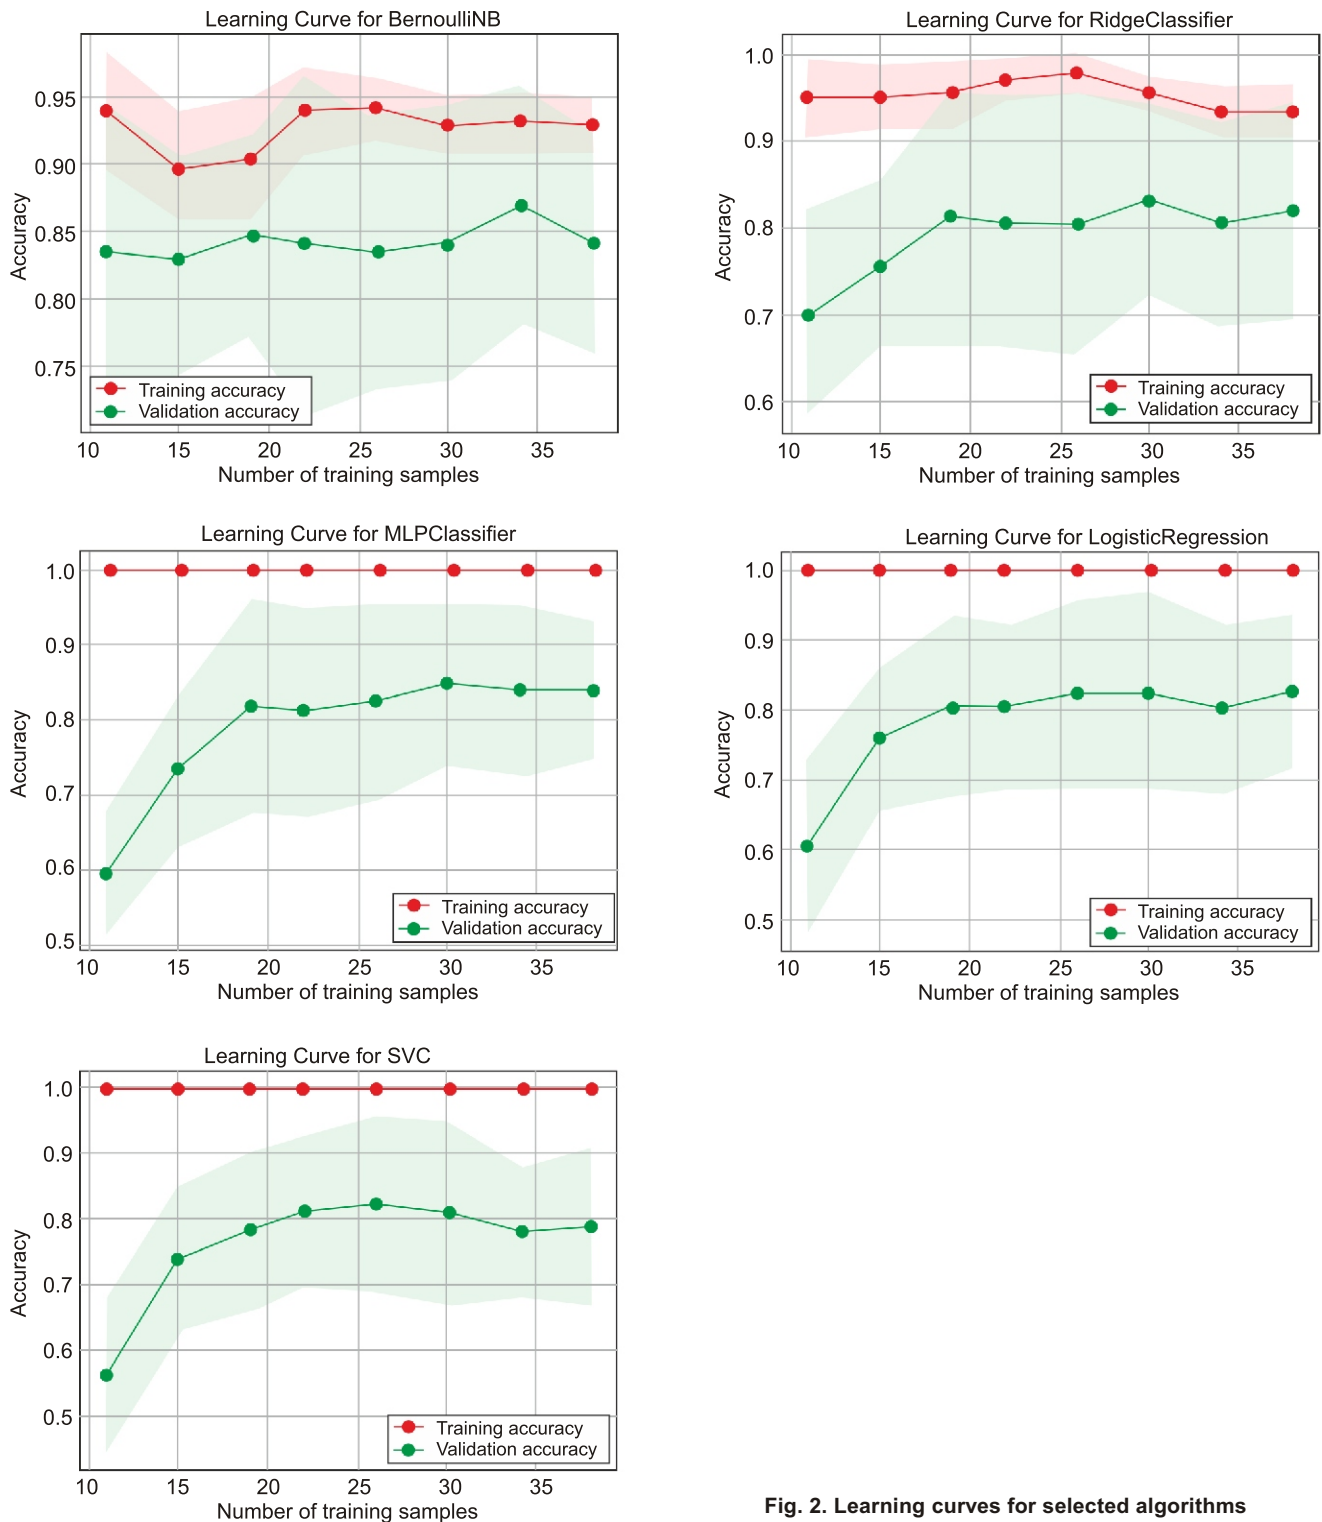 Learning Curve for BernoulliNB
0.95
0.90
0.85
0.80
0.75
Accuracy
Training accuracy
Validation accuracy
10 15 20 25 30 35
Number of training samples
Learning Curve for RidgeClassifier
1.0
0.9
0.8
0.7
0.6
Accuracy
Training accuracy
Validation accuracy
10 15 20 25 30 35
Number of training samples
Learning Curve for MLPClassifier
1.0
0.9
0.8
0.7
0.6
0.5
Accuracy
Training accuracy
Validation accuracy
10 15 20 25 30 35
Number of training samples
Learning Curve for LogisticRegression
1.0
0.9
0.8
0.7
0.6
0.5
Accuracy
Training accuracy
Validation accuracy
10 15 20 25 30 35
Number of training samples
Learning Curve for SVC
1.0
0.9
0.8
0.7
0.6
0.5
Accuracy
Training accuracy
Validation accuracy
10 15 20 25 30 35
Number of training samples
Fig. 2. Learning curves for selected algorithms